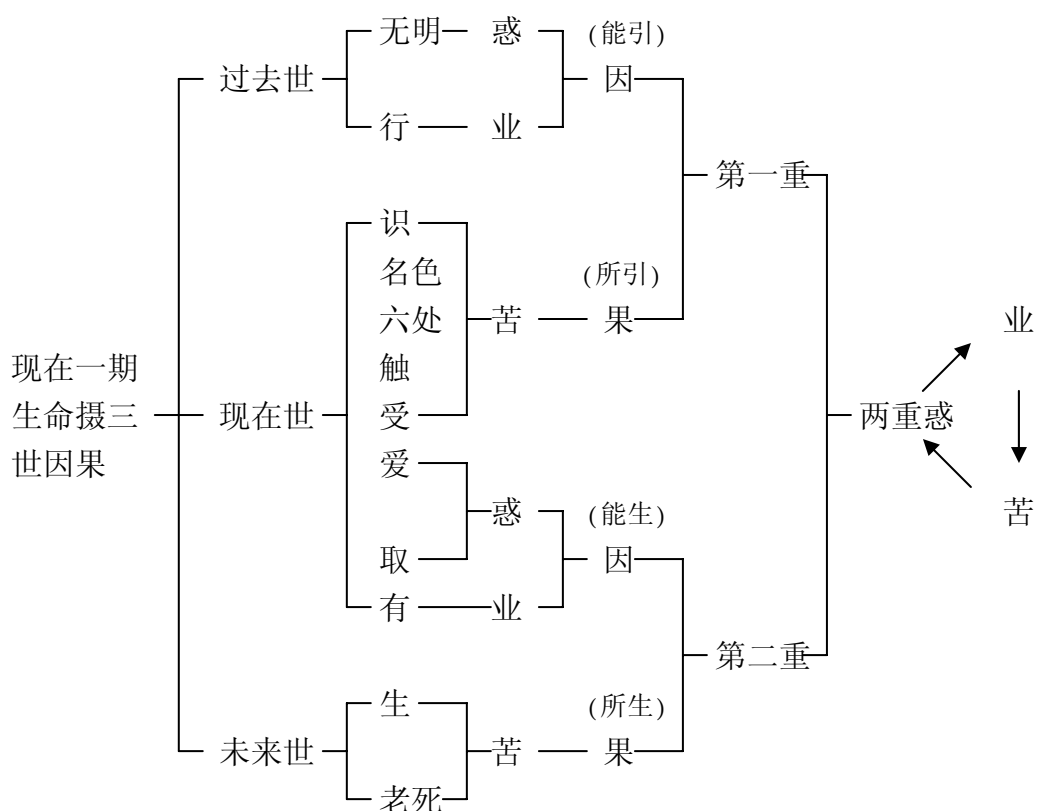 无明 惑 (能引)
过去世 因
行 业
第一重
识
名色 (所引)
六处 苦 果 业
现在一期 触
生命摄三 现在世 受 两重惑
世因果 爱
惑 (能生) 苦
取 因
有 业
第二重
生 (所生)
未来世 苦 果
老死